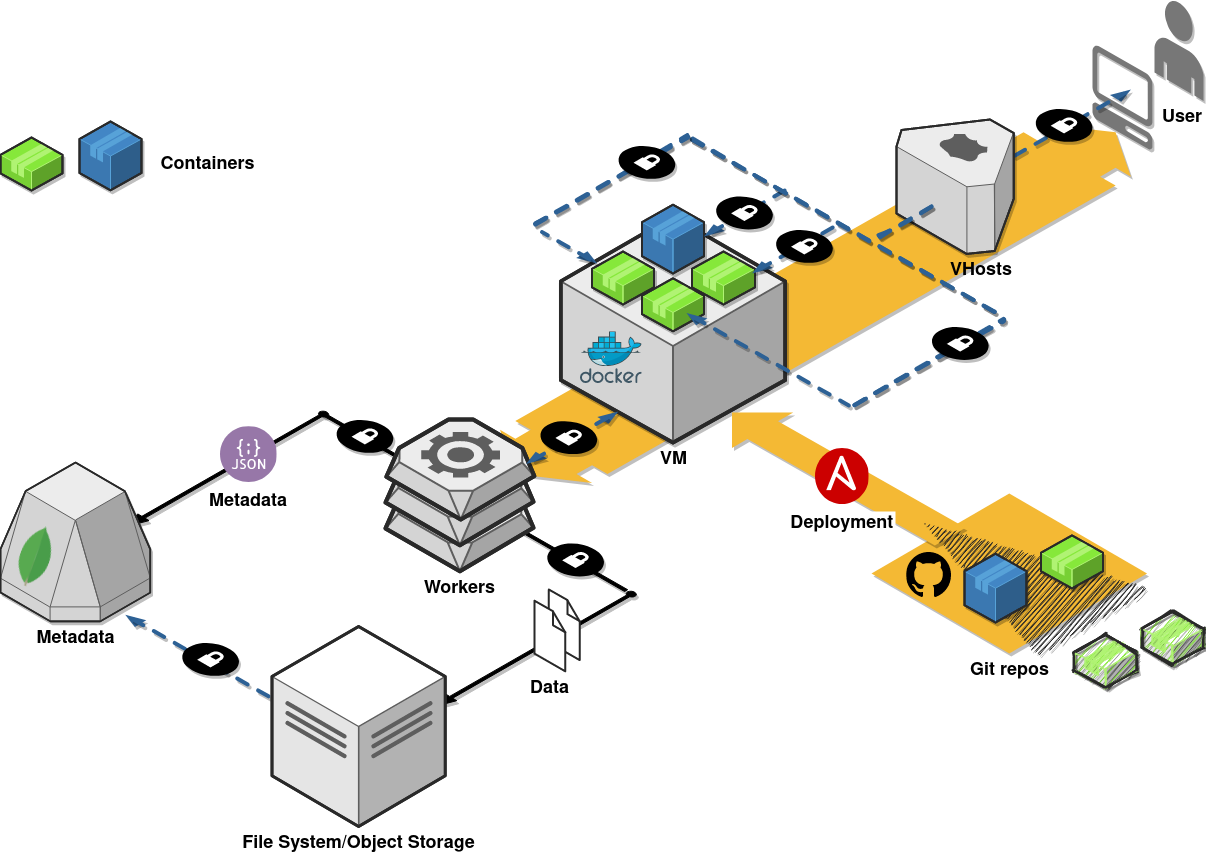 User
Containers
VHosts
docker
VM
{;}
JSON
Metadata
Deployment
Workers
Metadata
Git repos
Data
File System/Object Storage